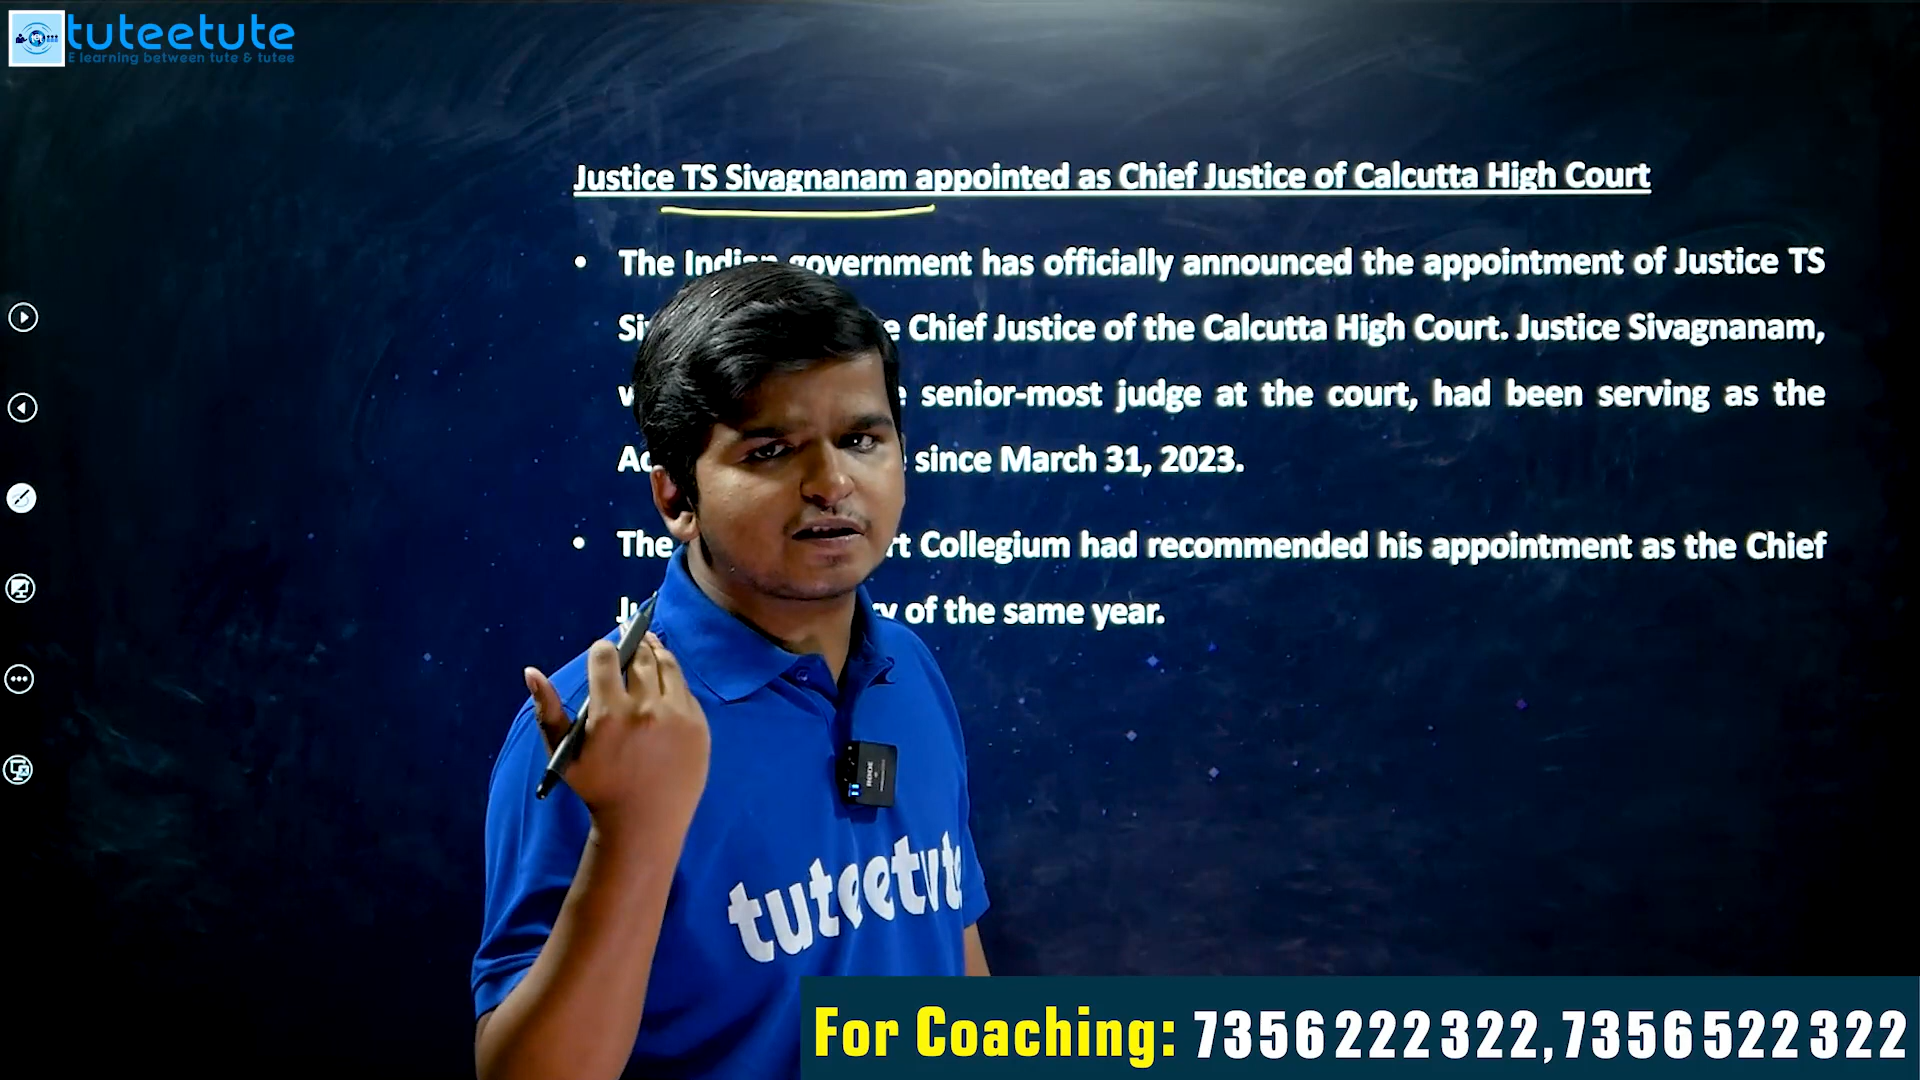 tuteetute
E learning between tute & tutee
Justice TS Sivagnanam appointed as Chief Justice of Calcutta High Court
• The Indian government has officially announced the appointment of Justice TS
Chief Justice of the Calcutta High Court. Justice Sivagnanam,
senior-most judge at the court, had been serving as the
since March 31, 2023.
• The Collegium had recommended his appointment as the Chief
of the same year.
RODE
tuteetute
For Coaching: 7356222322, 7356522322